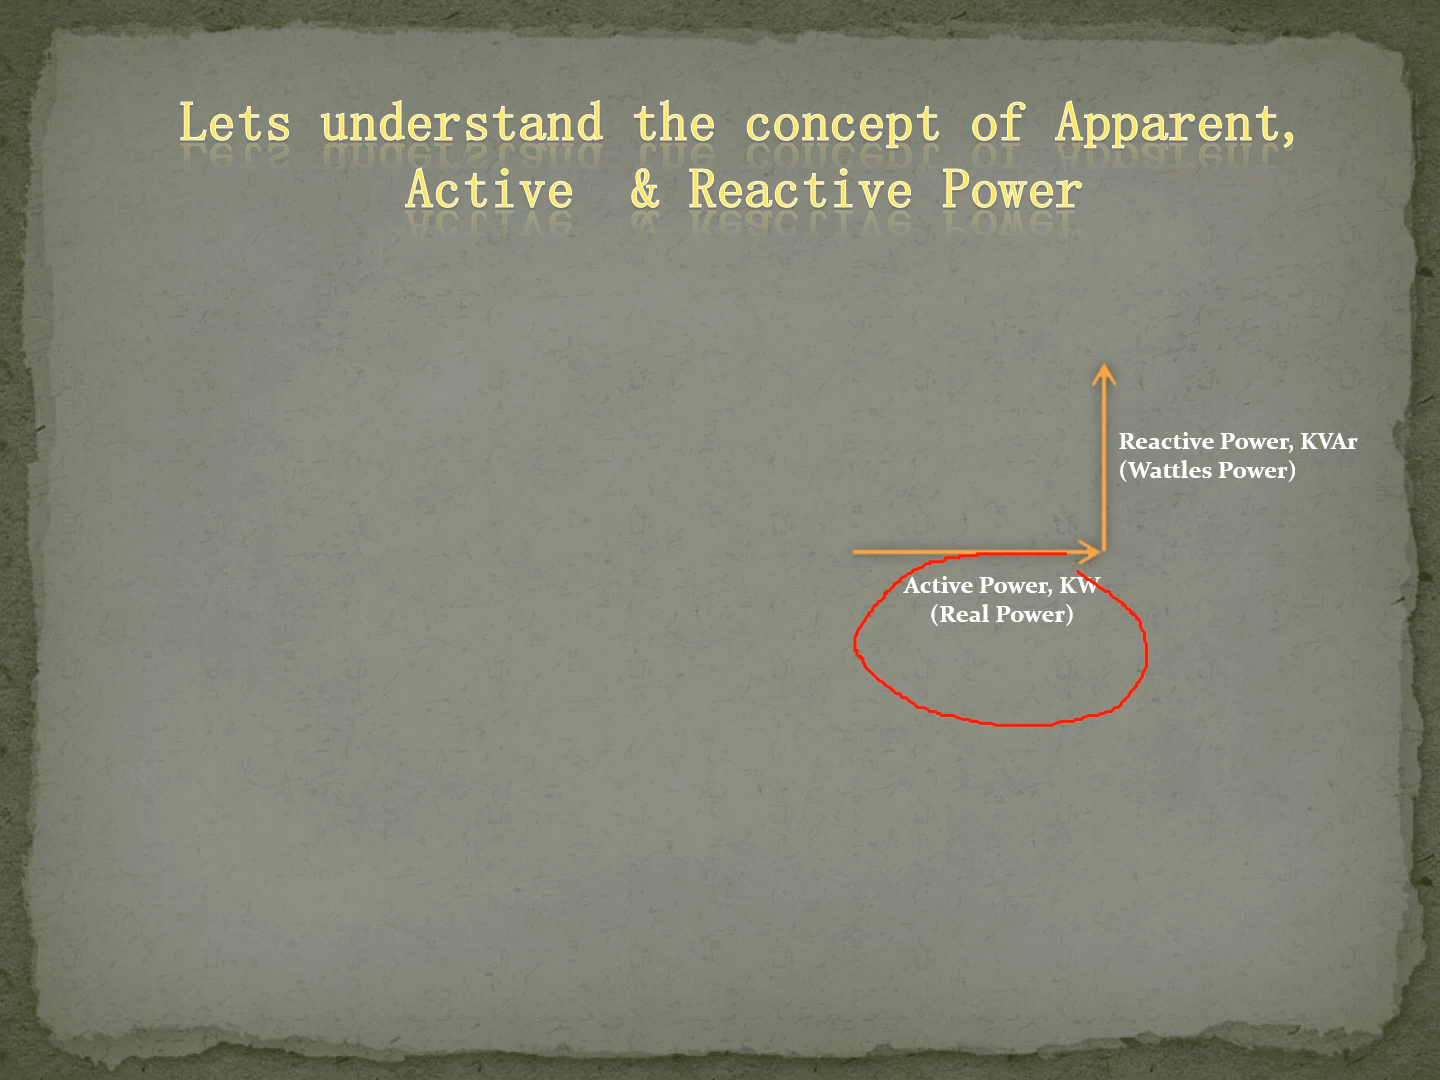 Lets understand the concept of Apparent,
Active & Reactive Power
Reactive Power, KVAr
(Wattles Power)
Active Power, KW
(Real Power)